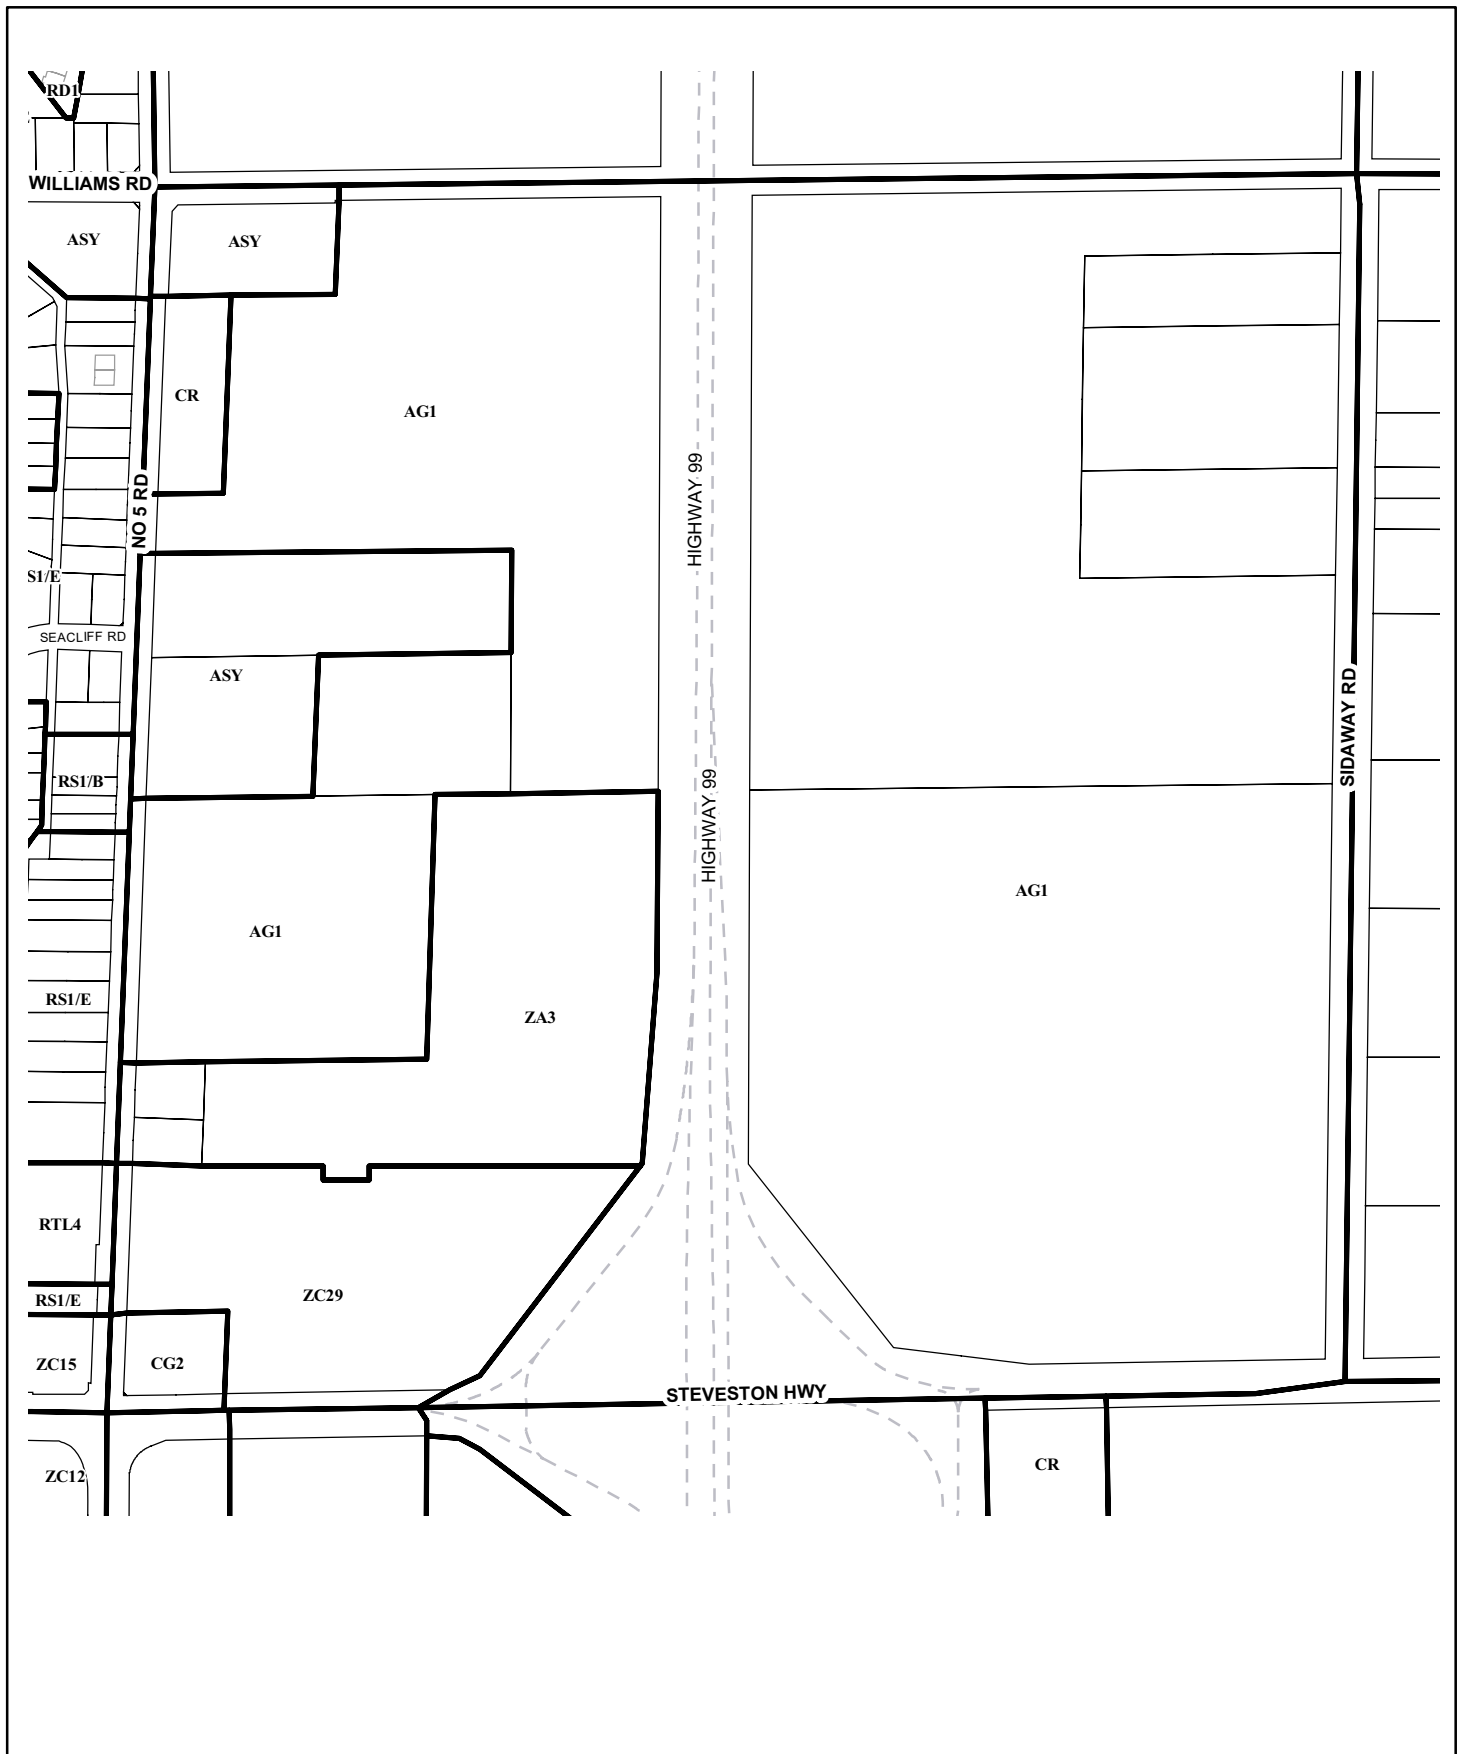 RD1
WILLIAMS RD
ASY
ASY
CR
AG1
HIGHWAY 99
NO 5 RD
S1/E
SEACLIFF RD
ASY
SIDAWAY RD
RS1/B
HIGHWAY 99
AG1
AG1
RS1/E
ZA3
RTL4
ZC29
RS1/E
ZC15
CG2
STEVESTON HWY
ZC12
CR